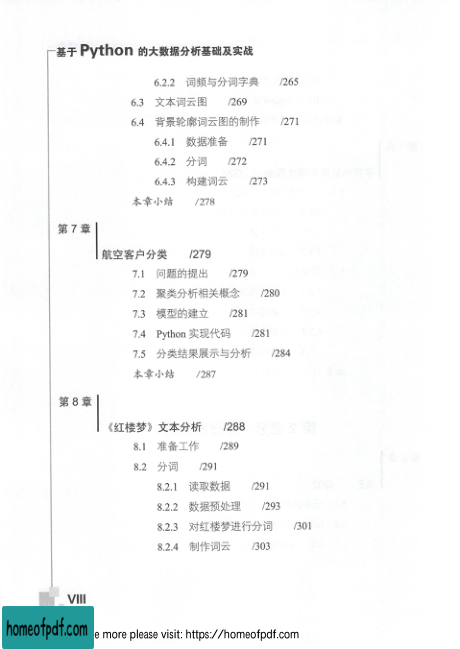 基于 Python 的大数据分析基础及实战
6.2.2 词频与分词字典 /265
6.3 文本词云图 /269
6.4 背景轮廓词云图的制作 /271
6.4.1 数据准备 /271
6.4.2 分词 /272
6.4.3 构建词云 /273
本章小结 /278
第 7 章
航空客户分类 /279
7.1 问题的提出 /279
7.2 聚类分析相关概念 /280
7.3 模型的建立 /281
7.4 Python 实现代码 /281
7.5 分类结果展示与分析 /284
本章小结 /287
第 8 章
《红楼梦》文本分析 /288
8.1 准备工作 /289
8.2 分词 /291
8.2.1 读取数据 /291
8.2.2 数据预处理 /293
8.2.3 对红楼梦进行分词 /301
8.2.4 制作词云 /303
VIII
homeofpdf.com
e more please visit: https://homeofpdf.com